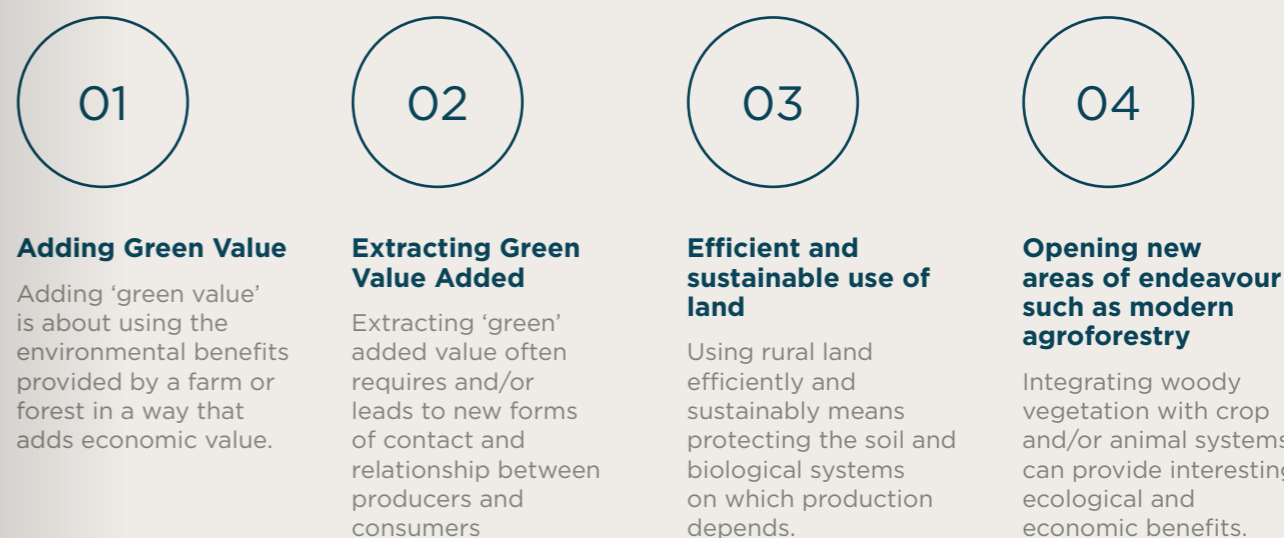 01
Adding Green Value
Adding ‘green value’
is about using the
environmental benefits
provided by a farm or
forest in a way that
adds economic value.
02
Extracting Green
Value Added
Extracting ‘green’
added value often
requires and/or
leads to new forms
of contact and
relationship between
producers and
consumers
03
Efficient and
sustainable use of
land
Using rural land
efficiently and
sustainably means
protecting the soil and
biological systems
on which production
depends.
04
Opening new
areas of endeavour
such as modern
agroforestry
Integrating woody
vegetation with crop
and/or animal systems
can provide interesting
ecological and
economic benefits.